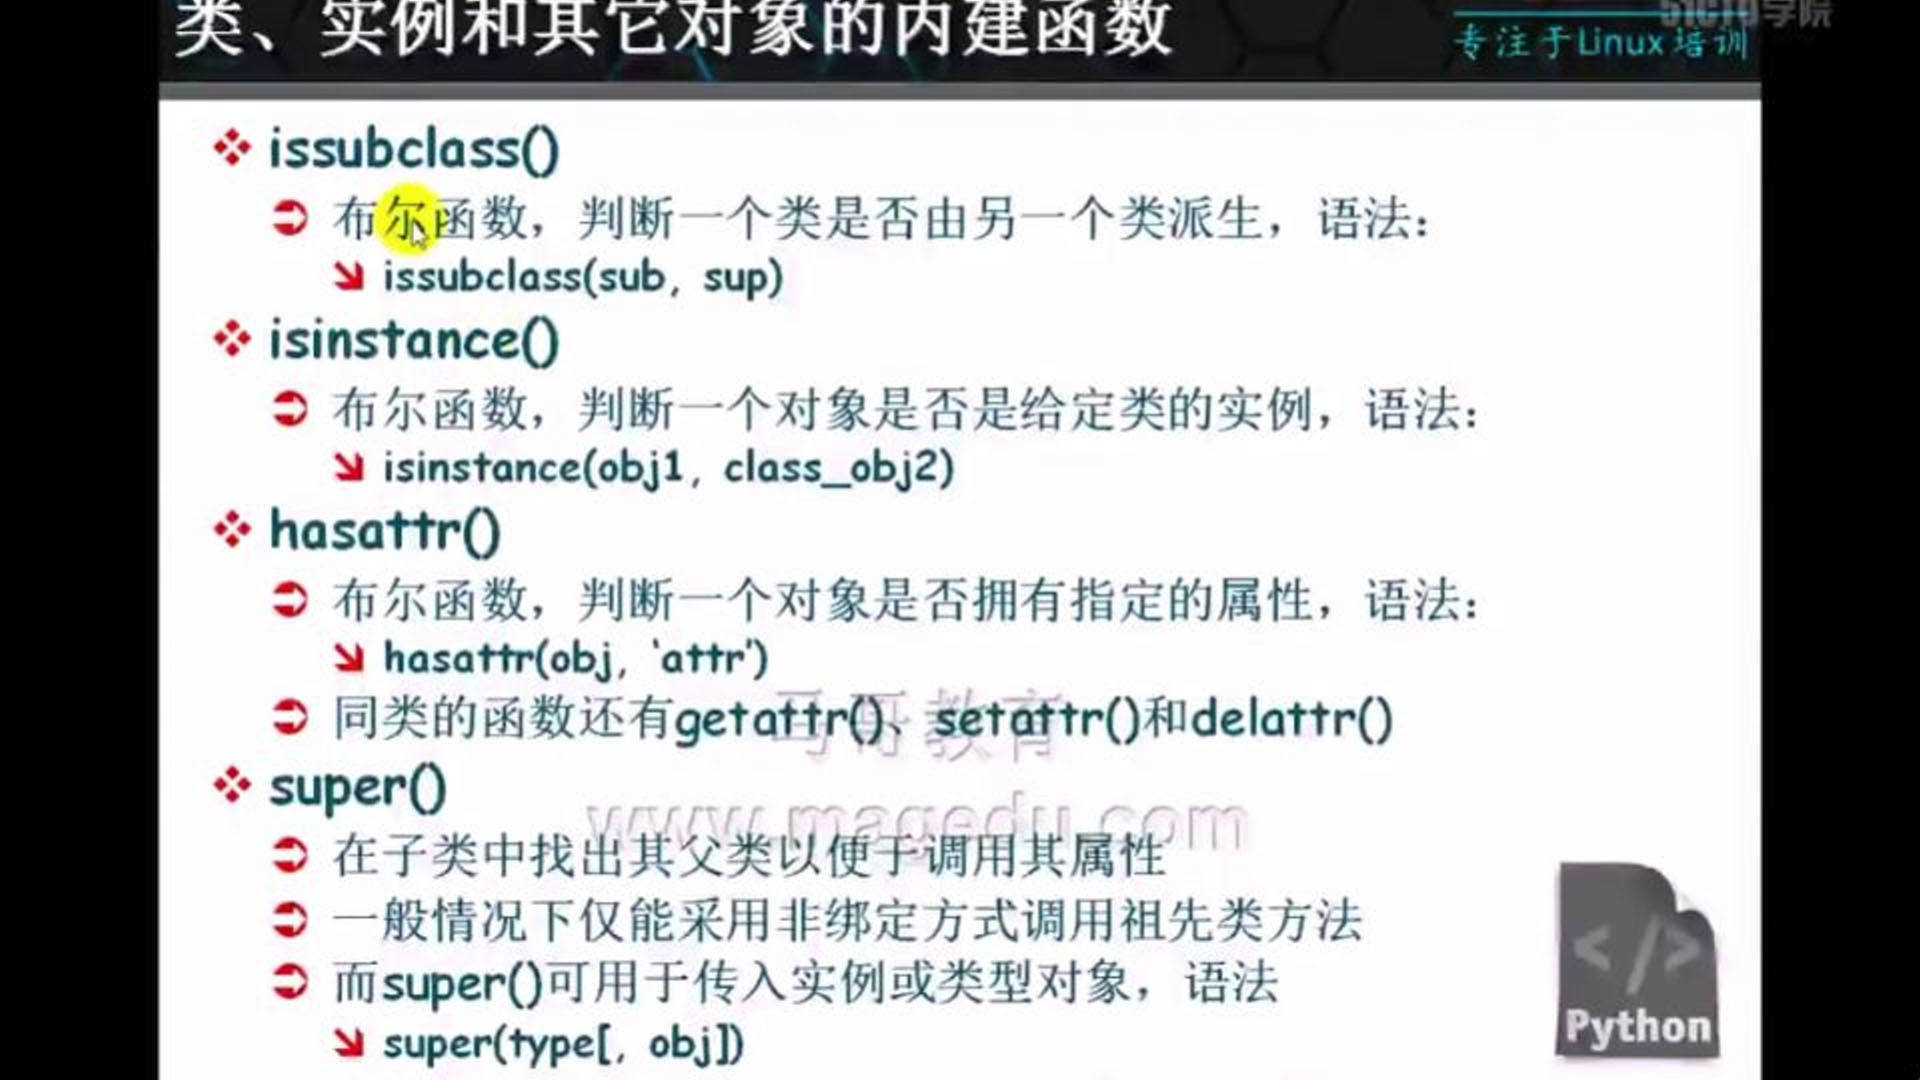 类、实例和其它对象的内建函数
51CTO学院
专注于Linux培训
issubclass()
布尔函数，判断一个类是否由另一个类派生，语法：
issubclass(sub, sup)
isinstance()
布尔函数，判断一个对象是否是给定类的实例，语法：
isinstance(obj1, class_obj2)
hasattr()
布尔函数，判断一个对象是否拥有指定的属性，语法：
hasattr(obj, ‘attr’)
同类的函数还有getattr()、setattr()和delattr()
马哥教育
super()
www.magedu.com
在子类中找出其父类以便于调用其属性
一般情况下仅能采用非绑定方式调用祖先类方法
而super()可用于传入实例或类型对象，语法
super(type[, obj])
</>
Python